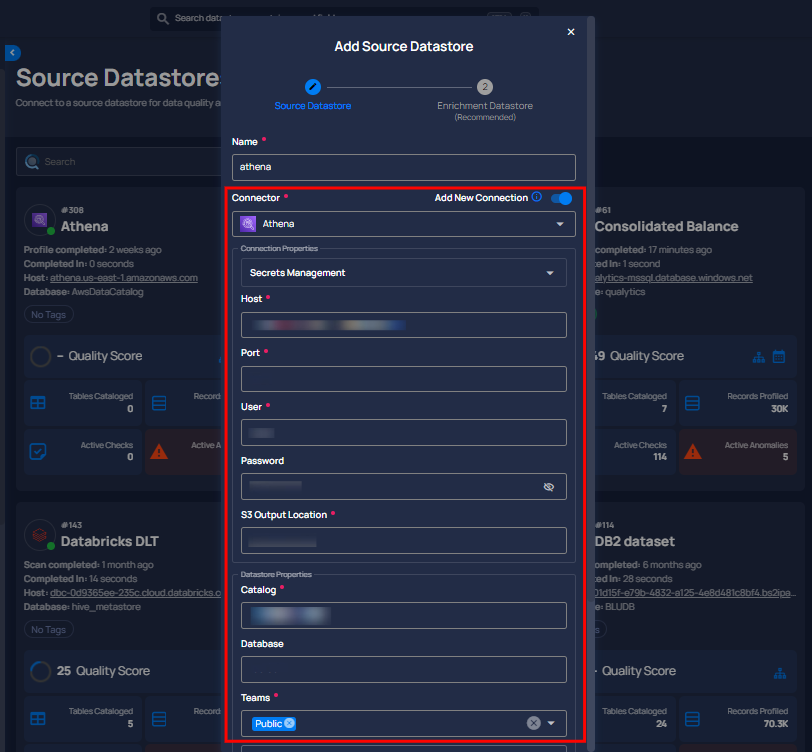 Search data
Source Datastore
Connect to a source datastore for data quality a
Search
#308
Athena
Profile completed: 2 weeks ago
Completed In: 0 seconds
Host: athena.us-east-1.amazonaws.com
Database: AwsDataCatalog
No Tags
– Quality Score
Tables Cataloged
0
Record
Active Checks
0
Active A
#143
Databricks DLT
Scan completed: 1 month ago
Completed In: 14 seconds
Host: dbc-0d9365ee-235c.cloud.databricks.c
Database: hive_metastore
No Tags
25 Quality Score
Tables Cataloged
5
Record
Add Source Datastore
Source Datastore
2
Enrichment Datastore
(Recommended)
Name *
athena
Connector *
Add New Connection
Athena
Connection Properties
Secrets Management
Host *
Port *
User *
Password
S3 Output Location *
Datastore Properties
Catalog *
Database
Teams *
Public
#61
Consolidated Balance
completed: 17 minutes ago
ed In: 1 second
alytics-mssql.database.windows.net
e: qualytics
49 Quality Score
Tables Cataloged
7
Records Profiled
30K
Active Checks
114
Active Anomalies
5
#114
DB2 dataset
ompleted: 6 months ago
ed In: 28 seconds
01d15f-e79b-4832-a125-4e8d481c8bf4.bs2ipa...
e: BLUDB
s
- Quality Score
Tables Cataloged
24
Records Profiled
70.3K